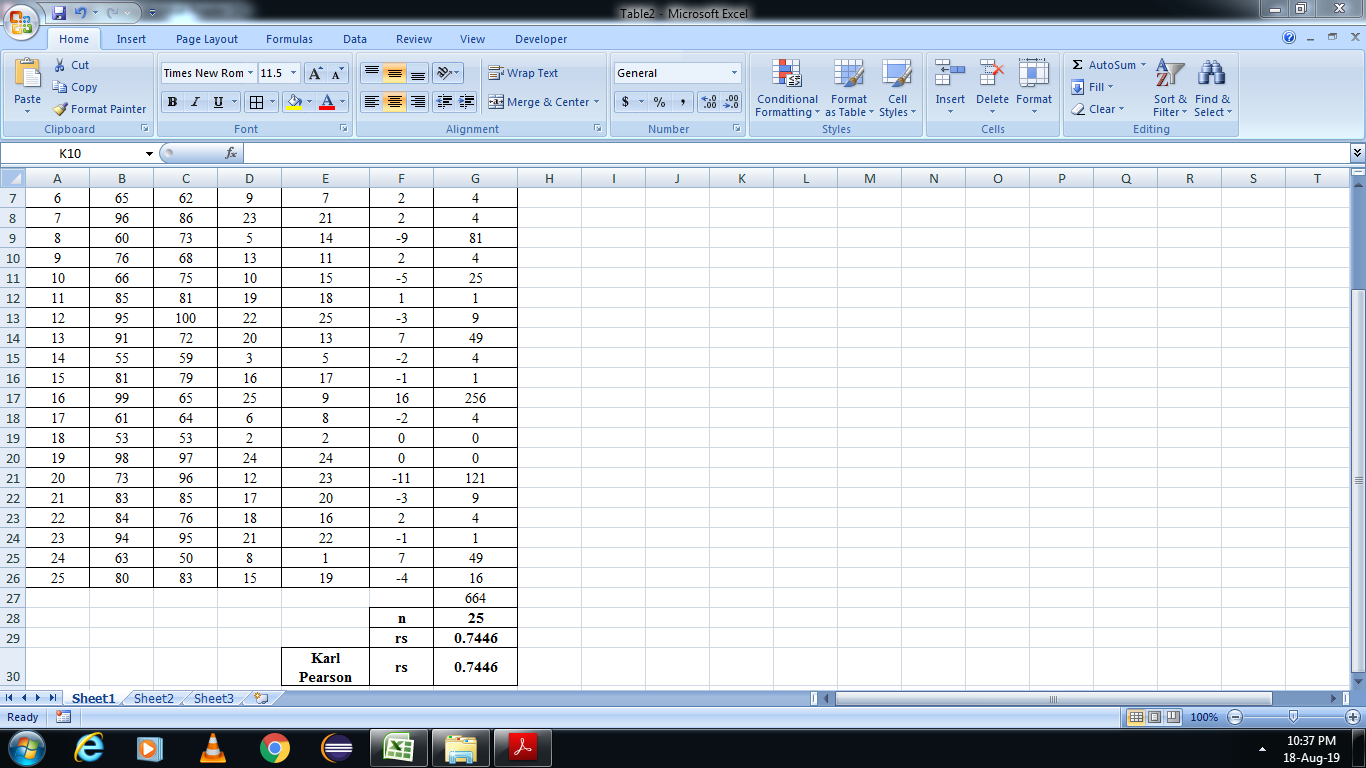 Table2 - Microsoft Excel
Home Insert Page Layout Formulas Data Review View Developer
Paste
Cut
Copy
Format Painter
Clipboard
Times New Rom 11.5 A A
B I U A
Font
Wrap Text
Merge & Center
Alignment
General
$ % , .0 .00 .00 .0
Number
Conditional Formatting
Format as Table
Cell Styles
Styles
Insert Delete Format
Cells
Σ AutoSum
Fill
Clear
Sort & Filter
Find & Select
Editing
K10 fx
A B C D E F G H I J K L M N O P Q R S T
7 6 65 62 9 7 2 4
8 7 96 86 23 21 2 4
9 8 60 73 5 14 -9 81
10 9 76 68 13 11 2 4
11 10 66 75 10 15 -5 25
12 11 85 81 19 18 1 1
13 12 95 100 22 25 -3 9
14 13 91 72 20 13 7 49
15 14 55 59 3 5 -2 4
16 15 81 79 16 17 -1 1
17 16 99 65 25 9 16 256
18 17 61 64 6 8 -2 4
19 18 53 53 2 2 0 0
20 19 98 97 24 24 0 0
21 20 73 96 12 23 -11 121
22 21 83 85 17 20 -3 9
23 22 84 76 18 16 2 4
24 23 94 95 21 22 -1 1
25 24 63 50 8 1 7 49
26 25 80 83 15 19 -4 16
27 664
28 n 25
29 rs 0.7446
30 Karl Pearson rs 0.7446
Sheet1 Sheet2 Sheet3
Ready 100%
10:37 PM
18-Aug-19